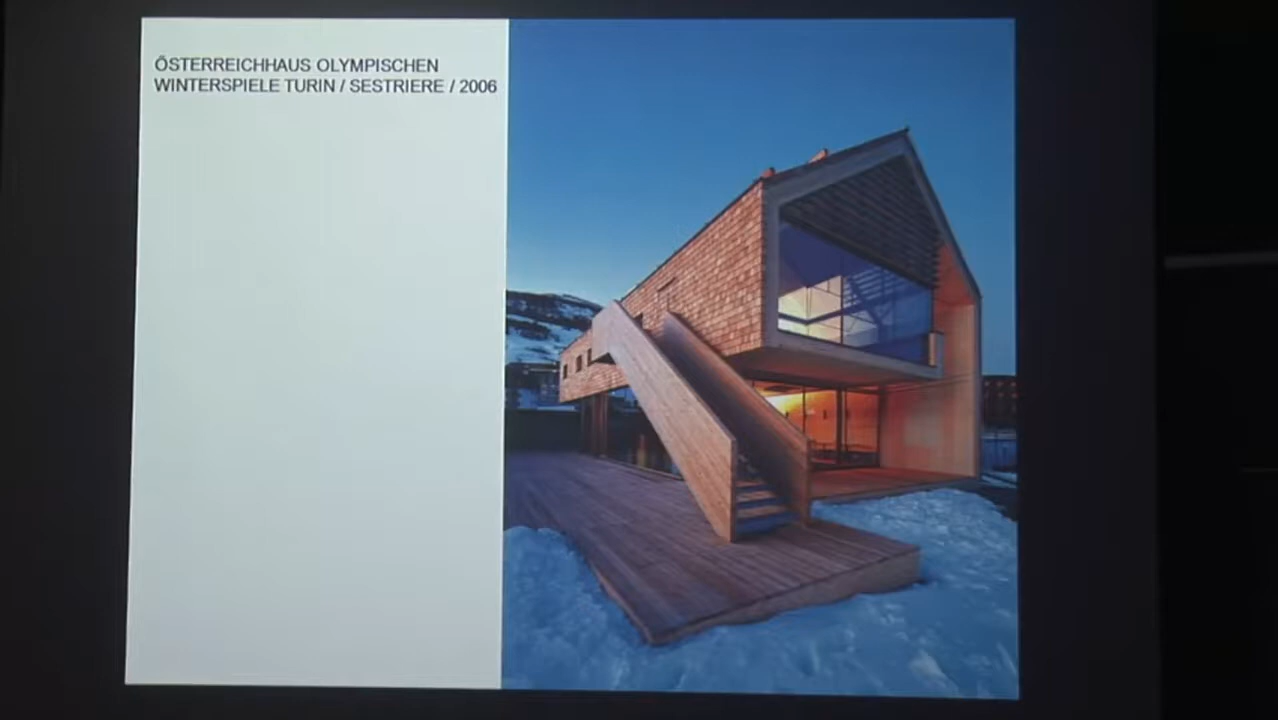 ÖSTERREICHHAUS OLYMPISCHEN
WINTERSPIELE TURIN / SESTRIERE / 2006